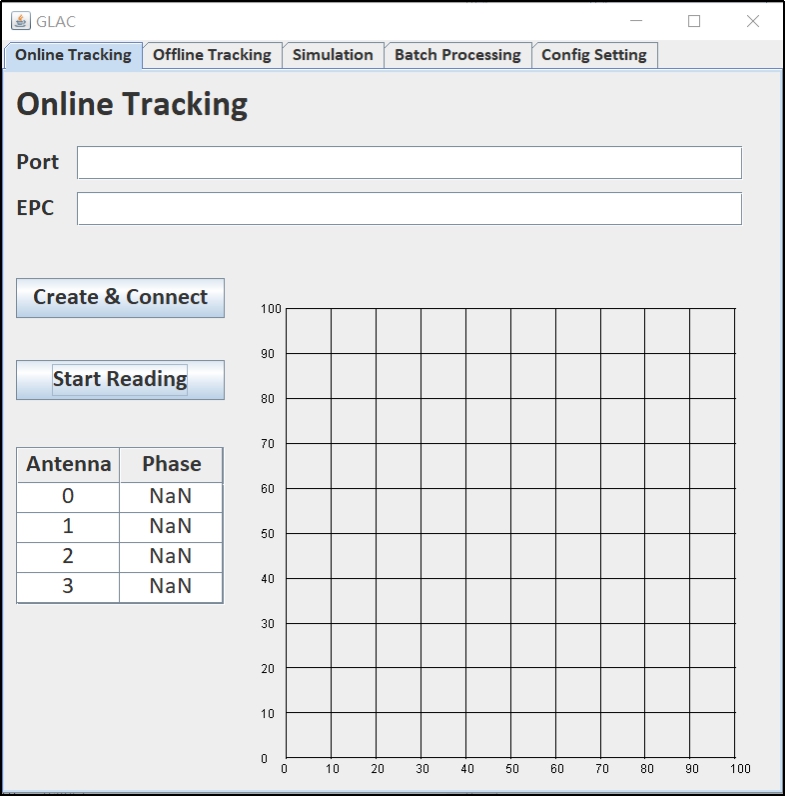 GLAC
Online Tracking Offline Tracking Simulation Batch Processing Config Setting
Online Tracking
Port
EPC
Create & Connect
Start Reading
Antenna Phase
0 NaN
1 NaN
2 NaN
3 NaN
100
90
80
70
60
50
40
30
20
10
0
0 10 20 30 40 50 60 70 80 90 100